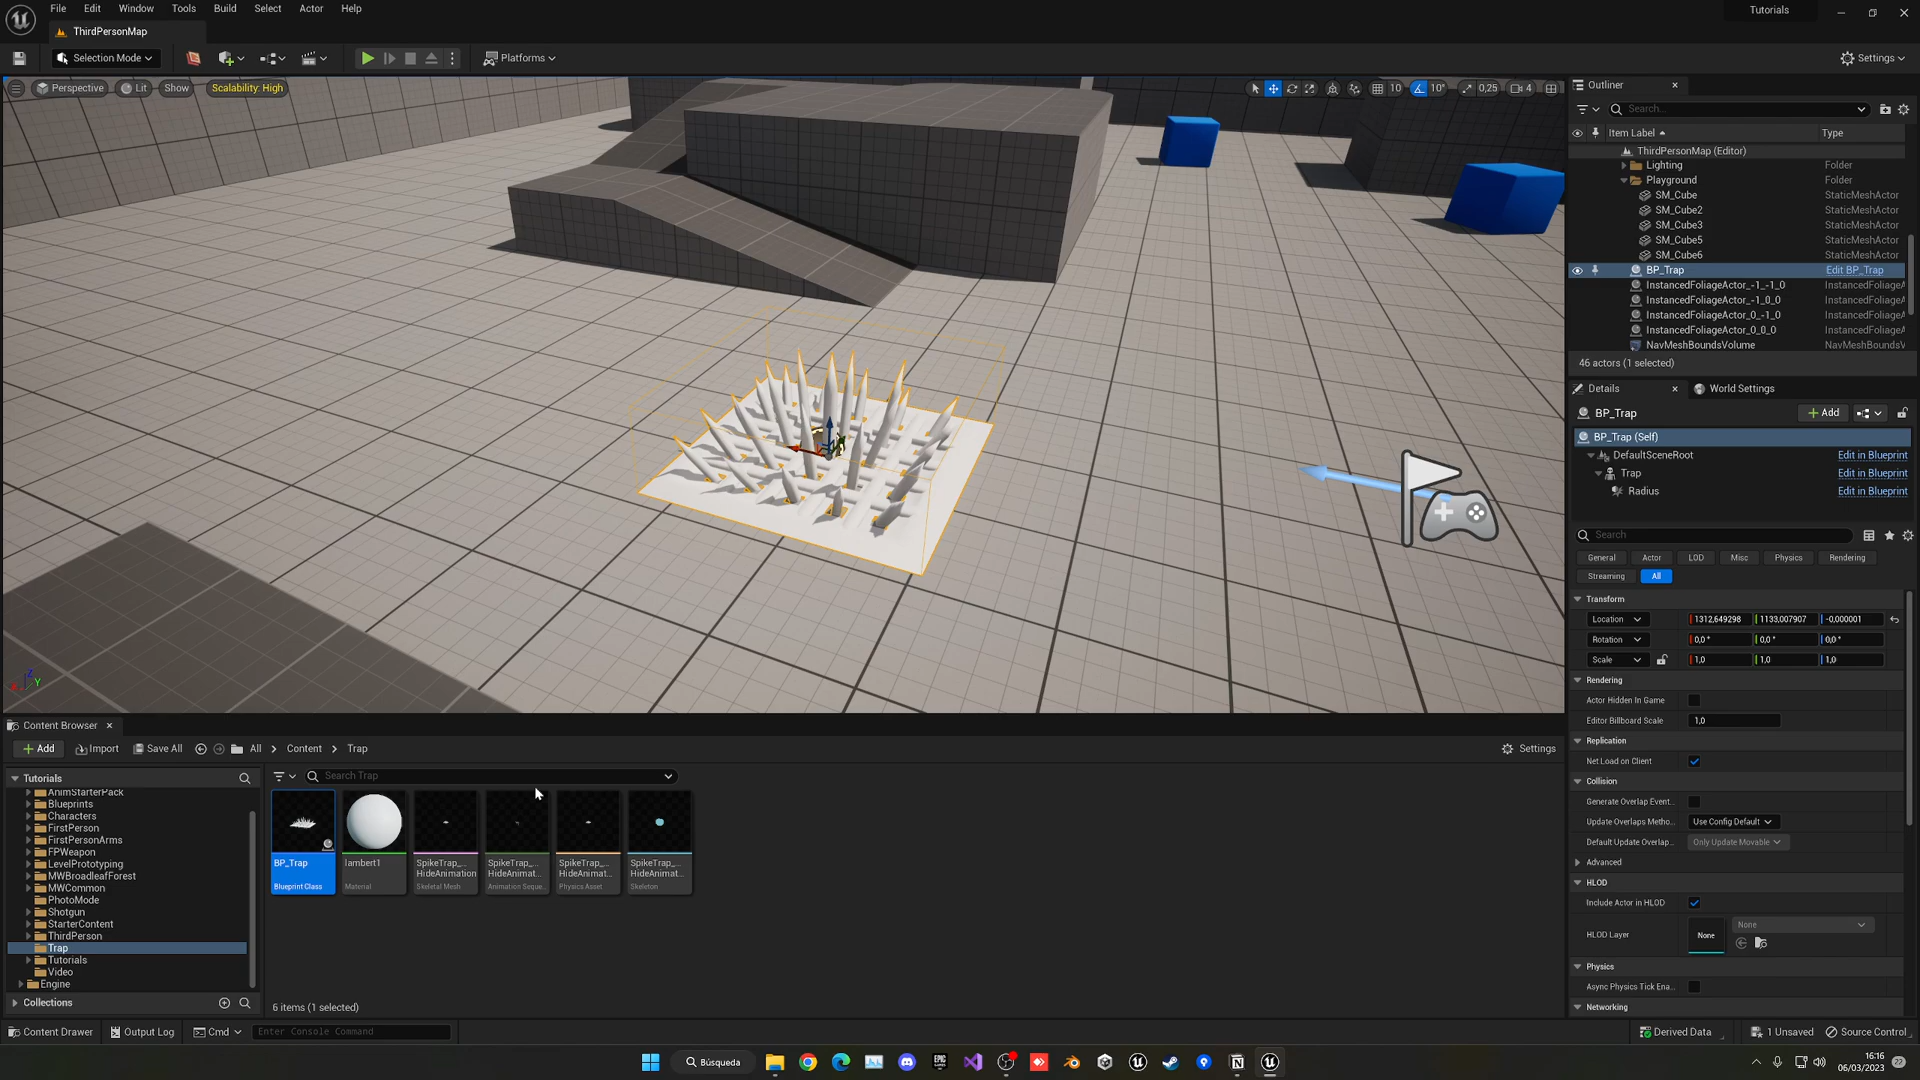 File Edit Window Tools Build Select Actor Help
Tutorials
ThirdPersonMap
Selection Mode
Platforms
Settings
Perspective Lit Show Scalability: High
10 10° 0,25 4
Outliner
Search...
Item Label Type
ThirdPersonMap (Editor)
Lighting Folder
Playground Folder
SM_Cube StaticMeshActor
SM_Cube2 StaticMeshActor
SM_Cube3 StaticMeshActor
SM_Cube5 StaticMeshActor
SM_Cube6 StaticMeshActor
BP_Trap Edit BP_Trap
InstancedFoliageActor_-1_-1_0 InstancedFoliageA
InstancedFoliageActor_-1_0_0 InstancedFoliageA
InstancedFoliageActor_0_-1_0 InstancedFoliageA
InstancedFoliageActor_0_0_0 InstancedFoliageA
NavMeshBoundsVolume NavMeshBoundsV
46 actors (1 selected)
Details World Settings
BP_Trap Add
BP_Trap (Self)
DefaultSceneRoot Edit in Blueprint
Trap Edit in Blueprint
Radius Edit in Blueprint
Search
General Actor LOD Misc Physics Rendering
Streaming All
Transform
Location 1312,649298 1133,007907 -0,000001
Rotation 0,0 ° 0,0 ° 0,0 °
Scale 1,0 1,0 1,0
Rendering
Actor Hidden In Game
Editor Billboard Scale 1,0
Replication
Net Load on Client
Collision
Generate Overlap Event...
Update Overlaps Metho... Use Config Default
Default Update Overlap... Only Update Movable
Advanced
HLOD
Include Actor in HLOD
HLOD Layer None None
Physics
Async Physics Tick Ena...
Networking
Content Browser
Add Import Save All All Content Trap Settings
Tutorials
Search Trap
AnimStarterPack
Blueprints
Characters
FirstPerson
FirstPersonArms
FPWeapon
LevelPrototyping
MWBroadleafForest
MWCommon
PhotoMode
Shotgun
StarterContent
ThirdPerson
Trap
Tutorials
Video
Engine
Collections
BP_Trap
Blueprint Class
lambert1
Material
SpikeTrap_...
HideAnimation
Skeletal Mesh
SpikeTrap_...
HideAnimat...
Animation Seque...
SpikeTrap_...
HideAnimat...
Physics Asset
SpikeTrap_...
HideAnimat...
Skeleton
6 items (1 selected)
Content Drawer Output Log Cmd Enter Console Command Derived Data 1 Unsaved Source Control
Búsqueda
EPIC
GAMES
16:16
06/03/2023
22
Z
Y